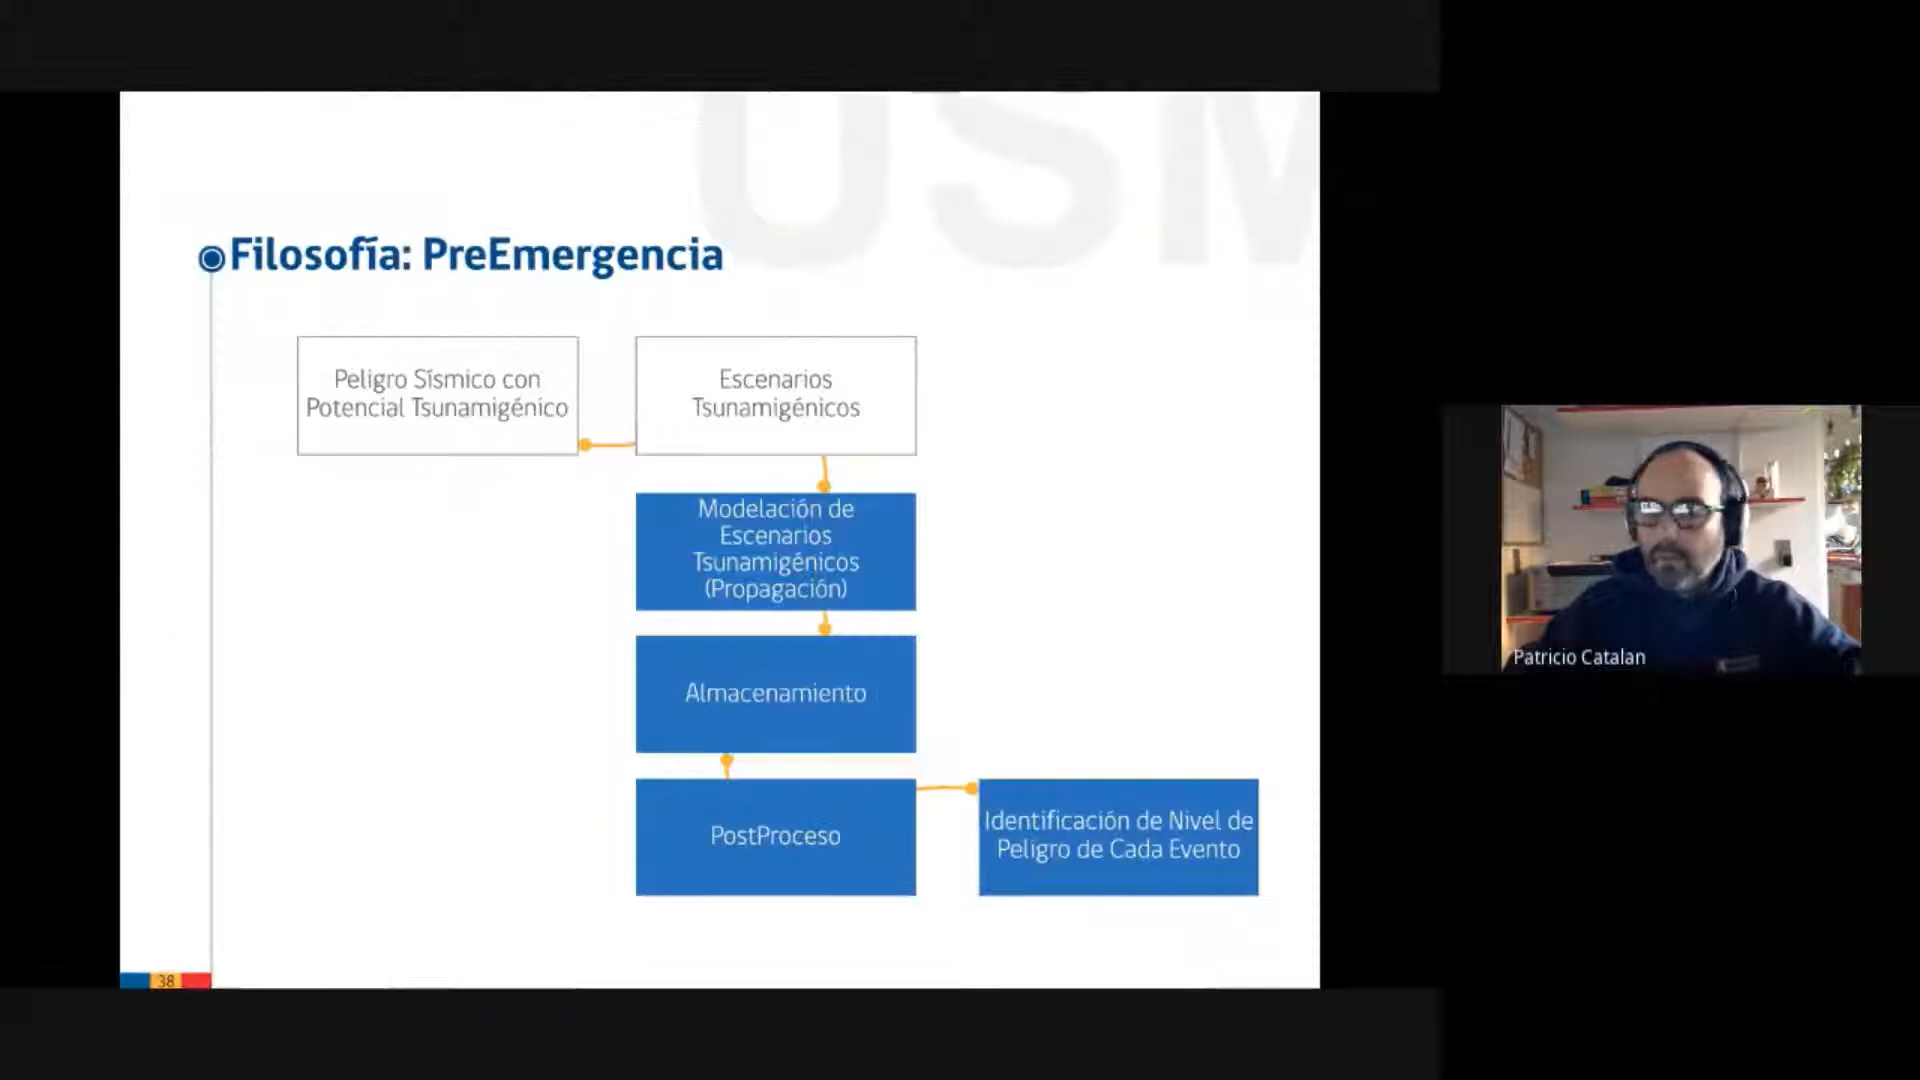 USM
Filosofía: PreEmergencia
Peligro Sísmico con
Potencial Tsunamigénico
Escenarios
Tsunamigénicos
Modelación de
Escenarios
Tsunamigénicos
(Propagación)
Almacenamiento
PostProceso
Identificación de Nivel de
Peligro de Cada Evento
38
Patricio Catalan